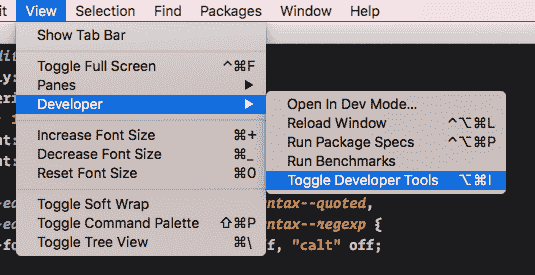 View Selection Find Packages Window Help
Show Tab Bar
Toggle Full Screen ^⌘F
Panes ▶
Developer ▶
Open In Dev Mode...
Reload Window ^⌥⌘L
Run Package Specs ^⌥⌘P
Run Benchmarks
Toggle Developer Tools ⌥⌘I
Increase Font Size ⌘+
Decrease Font Size ⌘_
Reset Font Size ⌘0
Toggle Soft Wrap
Toggle Command Palette ⇧⌘P
Toggle Tree View ⌘\
ntax--quoted,
ntax--regexp {
f, "calt" off;